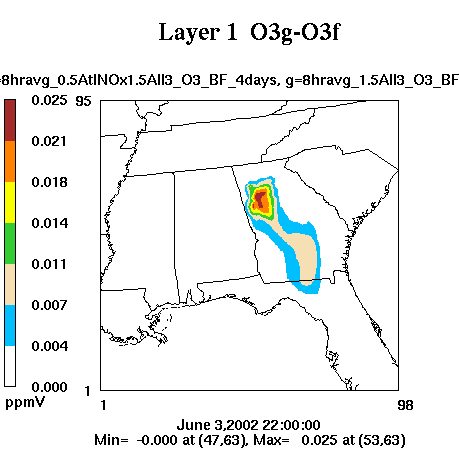 Layer 1 O3g-O3f
=8hravg_0.5AtlNOx1.5All3_O3_BF_4days, g=8hravg_1.5All3_O3_BF
0.025
0.021
0.018
0.014
0.011
0.007
0.004
0.000
ppmV
95
1
1
98
June 3,2002 22:00:00
Min= -0.000 at (47,63), Max= 0.025 at (53,63)